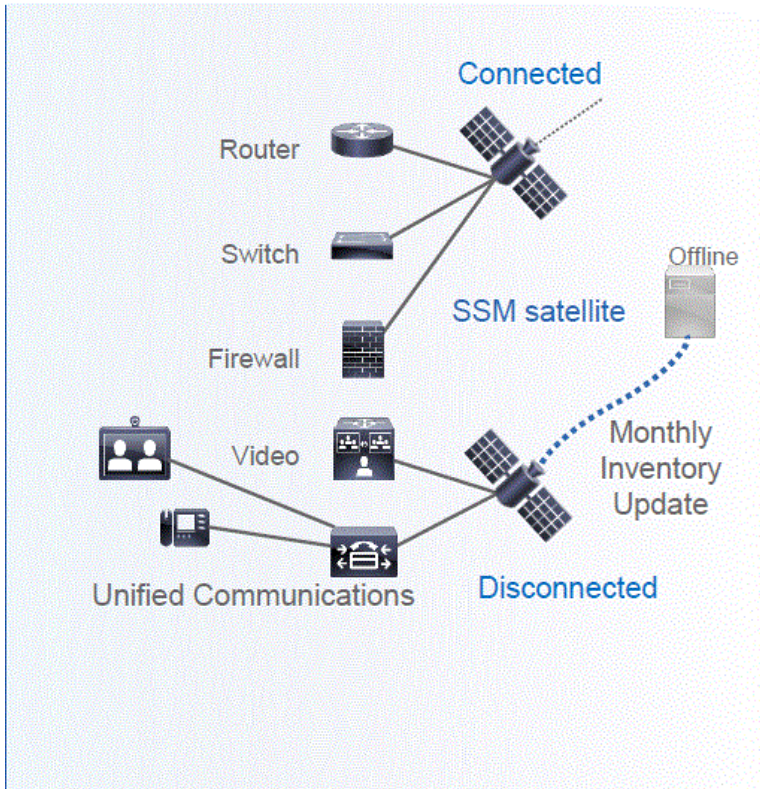 Connected
Router
Switch
Offline
SSM satellite
Firewall
Video
Monthly
Inventory
Update
Unified Communications
Disconnected